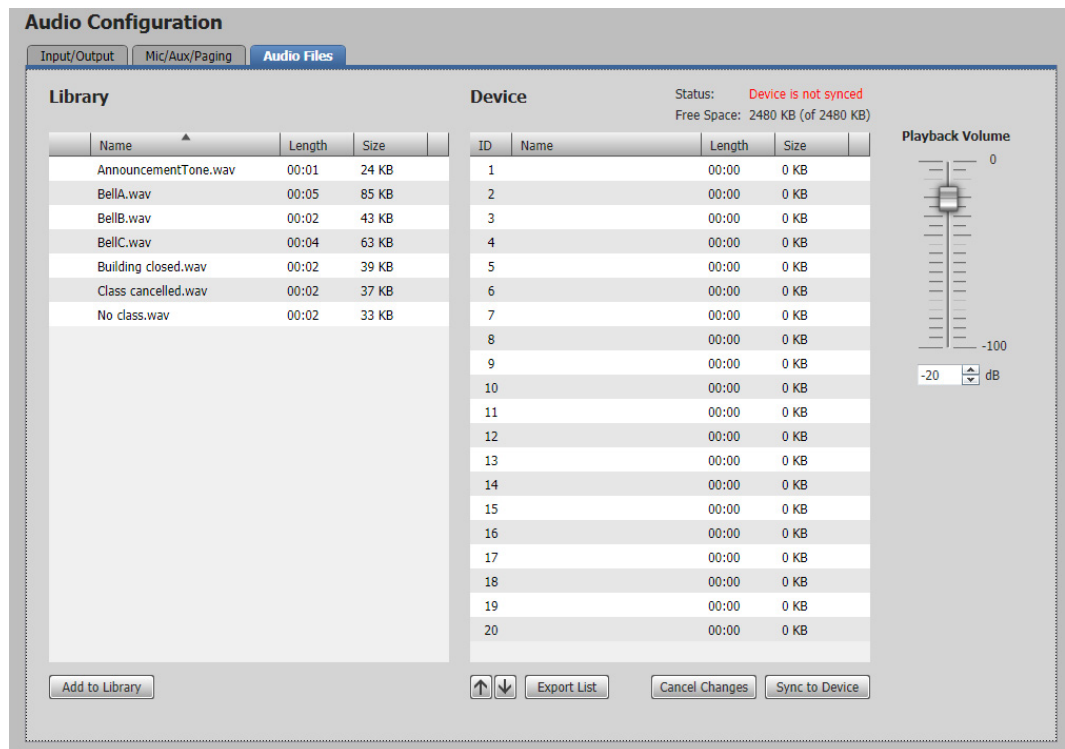 Audio Configuration
Input/Output Mic/Aux/Paging Audio Files
Library
Name Length Size
AnnouncementTone.wav 00:01 24 KB
BellA.wav 00:05 85 KB
BellB.wav 00:02 43 KB
BellC.wav 00:04 63 KB
Building closed.wav 00:02 39 KB
Class cancelled.wav 00:02 37 KB
No class.wav 00:02 33 KB
Add to Library
Device
Status: Device is not synced
Free Space: 2480 KB (of 2480 KB)
ID Name Length Size
1 00:00 0 KB
2 00:00 0 KB
3 00:00 0 KB
4 00:00 0 KB
5 00:00 0 KB
6 00:00 0 KB
7 00:00 0 KB
8 00:00 0 KB
9 00:00 0 KB
10 00:00 0 KB
11 00:00 0 KB
12 00:00 0 KB
13 00:00 0 KB
14 00:00 0 KB
15 00:00 0 KB
16 00:00 0 KB
17 00:00 0 KB
18 00:00 0 KB
19 00:00 0 KB
20 00:00 0 KB
Export List Cancel Changes Sync to Device
Playback Volume
0
-100
-20 dB